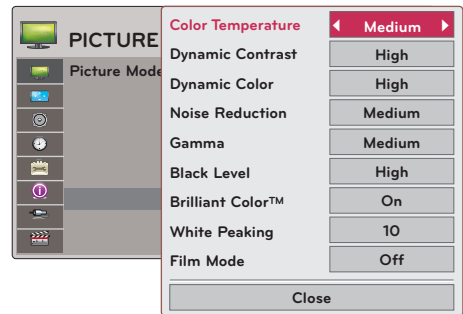 PICTURE
Picture Mode
Color Temperature Medium
Dynamic Contrast High
Dynamic Color High
Noise Reduction Medium
Gamma Medium
Black Level High
Brilliant Color™ On
White Peaking 10
Film Mode Off
Close